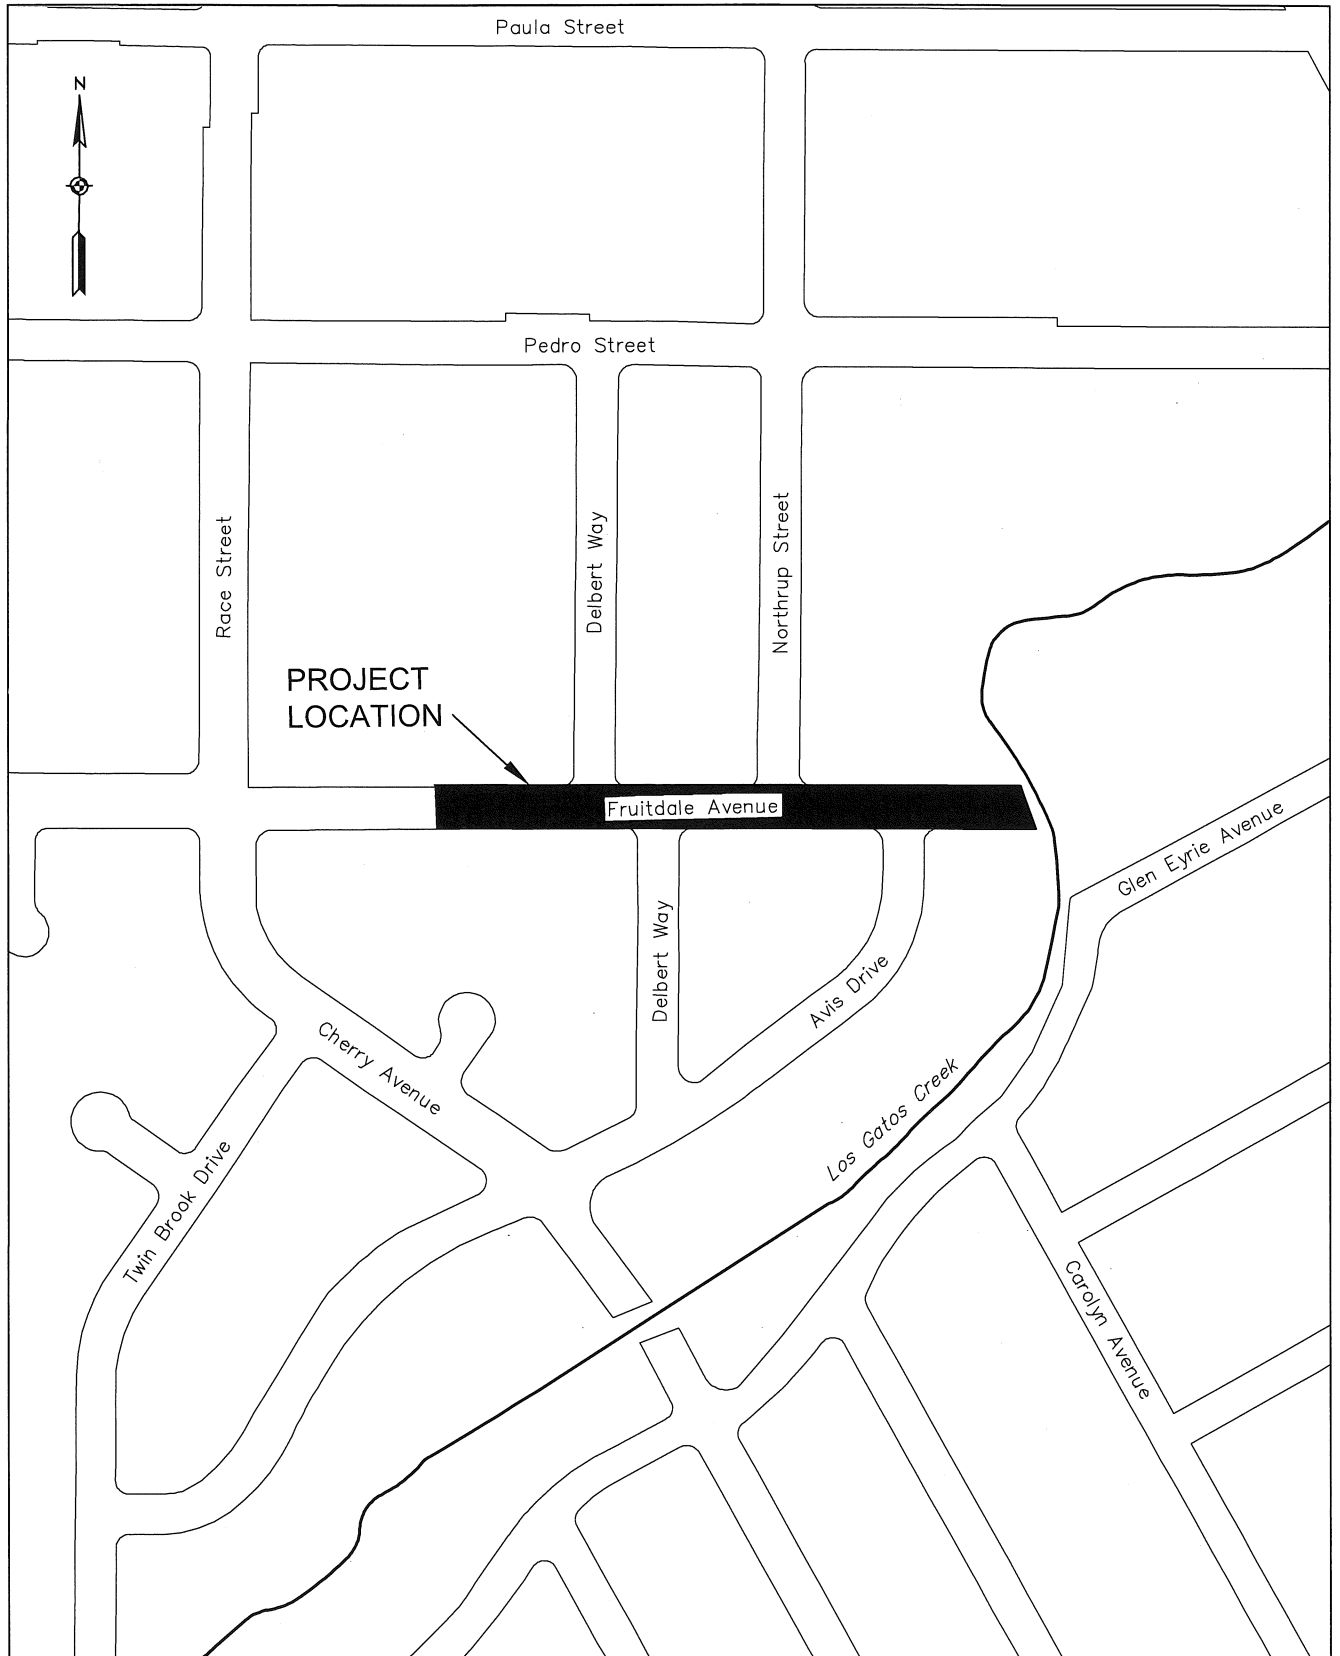 Paula Street
N
Pedro Street
Race Street
Delbert Way
Northrup Street
PROJECT
LOCATION
Fruitdale Avenue
Glen Eyrie Avenue
Delbert Way
Avis Drive
Cherry Avenue
Los Gatos Creek
Twin Brook Drive
Carolyn Avenue